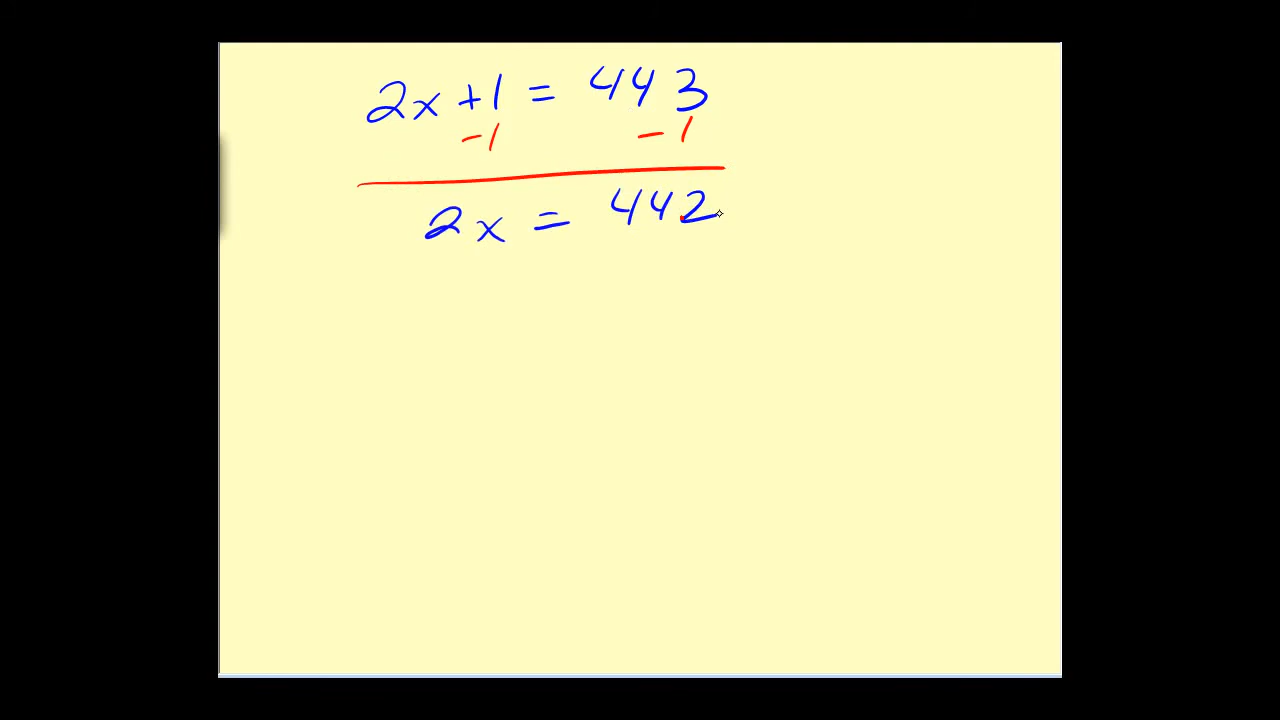 2x + 1 = 443
-1 -1
2x = 442